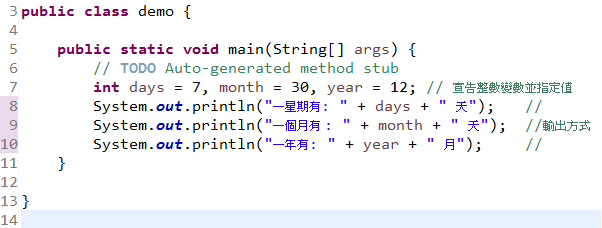 3 public class demo {
4
5     public static void main(String[] args) {
6         // TODO Auto-generated method stub
7         int days = 7, month = 30, year = 12; // 宣告整數變數並指定值
8         System.out.println("一星期有: " + days + " 天");    //
9         System.out.println("一個月有 : " + month + " 天");  //輸出方式
10         System.out.println("一年有: " + year + " 月");     //
11     }
12
13 }
14